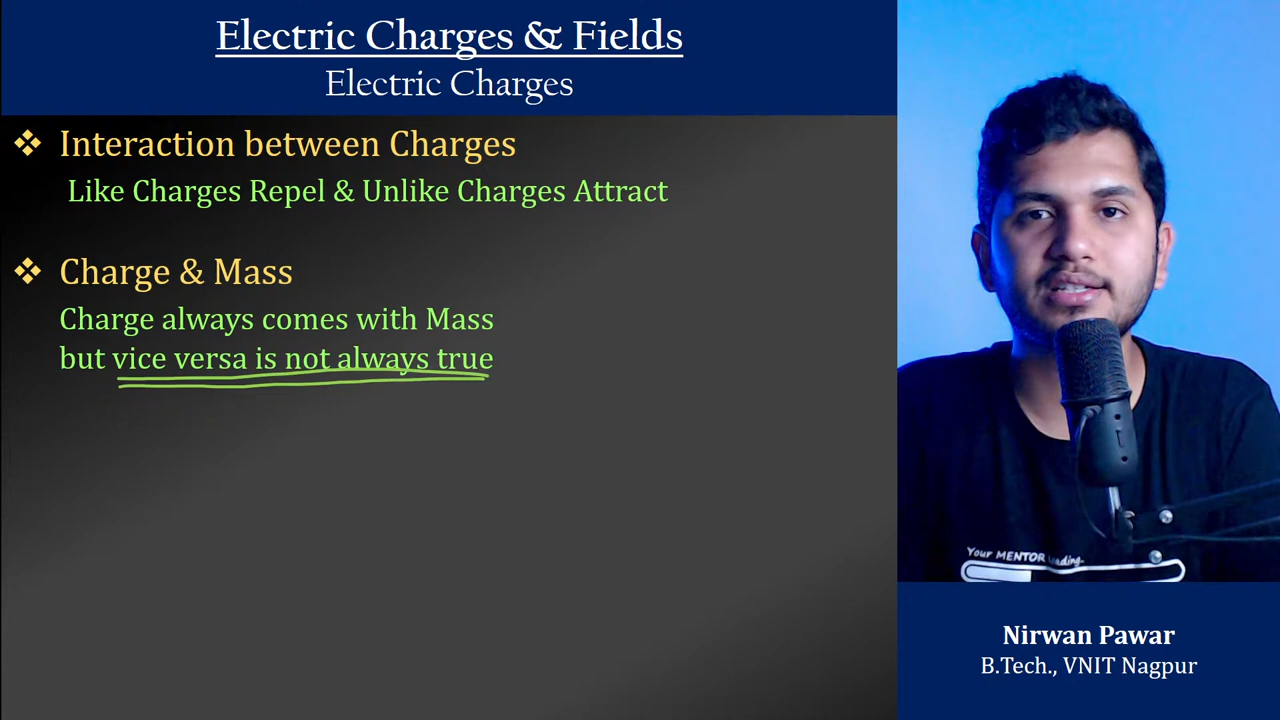 Electric Charges & Fields
Electric Charges
❖ Interaction between Charges
Like Charges Repel & Unlike Charges Attract
❖ Charge & Mass
Charge always comes with Mass
but vice versa is not always true
Your MENTOR
Nirwan Pawar
B.Tech., VNIT Nagpur